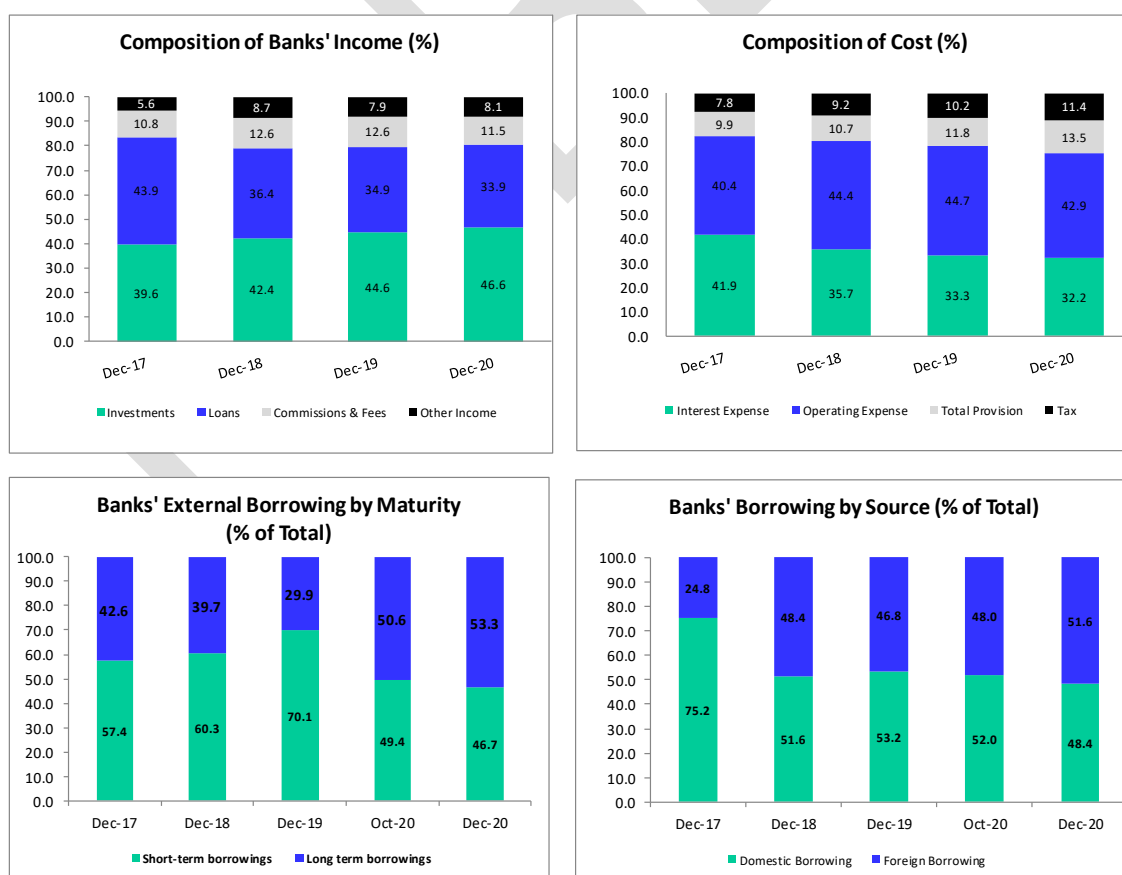 Composition of Banks' Income (%)
100.0
90.0
80.0
70.0
60.0
50.0
40.0
30.0
20.0
10.0
0.0
5.6 8.7 7.9 8.1
10.8 12.6 12.6 11.5
43.9 36.4 34.9 33.9
39.6 42.4 44.6 46.6
Dec-17 Dec-18 Dec-19 Dec-20
Investments Loans Commissions & Fees Other Income
Composition of Cost (%)
100.0
90.0
80.0
70.0
60.0
50.0
40.0
30.0
20.0
10.0
0.0
7.8 9.2 10.2 11.4
9.9 10.7 11.8 13.5
40.4 44.4 44.7 42.9
41.9 35.7 33.3 32.2
Dec-17 Dec-18 Dec-19 Dec-20
Interest Expense Operating Expense Total Provision Tax
Banks' External Borrowing by Maturity
(% of Total)
100.0
90.0
80.0
70.0
60.0
50.0
40.0
30.0
20.0
10.0
0.0
42.6 39.7 29.9 50.6 53.3
57.4 60.3 70.1 49.4 46.7
Dec-17 Dec-18 Dec-19 Oct-20 Dec-20
Short-term borrowings Long term borrowings
Banks' Borrowing by Source (% of Total)
100.0
90.0
80.0
70.0
60.0
50.0
40.0
30.0
20.0
10.0
0.0
24.8 48.4 46.8 48.0 51.6
75.2 51.6 53.2 52.0 48.4
Dec-17 Dec-18 Dec-19 Oct-20 Dec-20
Domestic Borrowing Foreign Borrowing